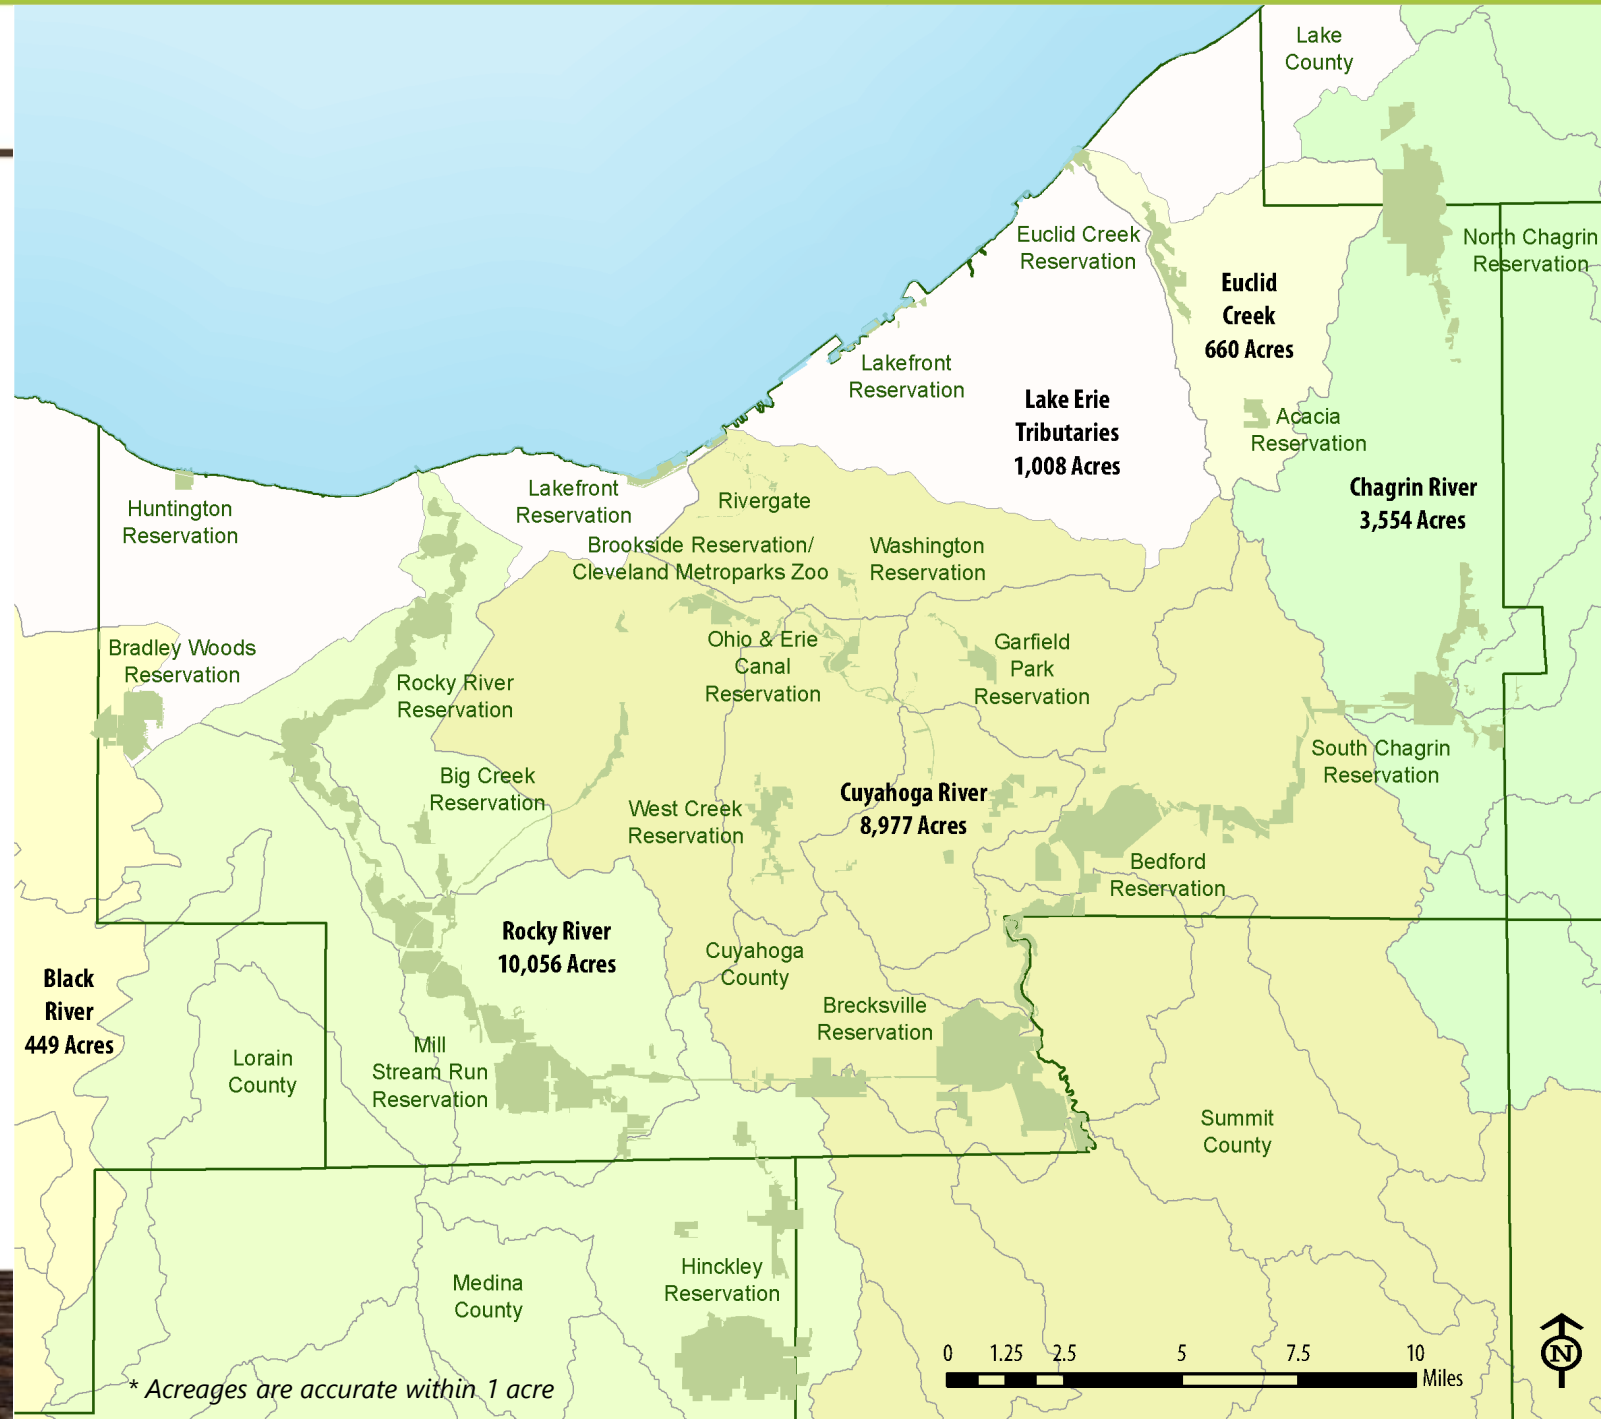 Lake
County
North Chagrin
Reservation
Euclid Creek
Reservation
Euclid
Creek
660 Acres
Lakefront
Reservation
Lake Erie
Tributaries
1,008 Acres
Acacia
Reservation
Chagrin River
3,554 Acres
Huntington
Reservation
Lakefront
Reservation
Rivergate
Brookside Reservation/
Cleveland Metroparks Zoo
Washington
Reservation
Bradley Woods
Reservation
Rocky River
Reservation
Ohio & Erie
Canal
Reservation
Garfield
Park
Reservation
South Chagrin
Reservation
Big Creek
Reservation
West Creek
Reservation
Cuyahoga River
8,977 Acres
Bedford
Reservation
Rocky River
10,056 Acres
Cuyahoga
County
Black
River
449 Acres
Brecksville
Reservation
Lorain
County
Mill
Stream Run
Reservation
Summit
County
Hinckley
Reservation
Medina
County
0 1.25 2.5 5 7.5 10
Miles
N
* Acreages are accurate within 1 acre